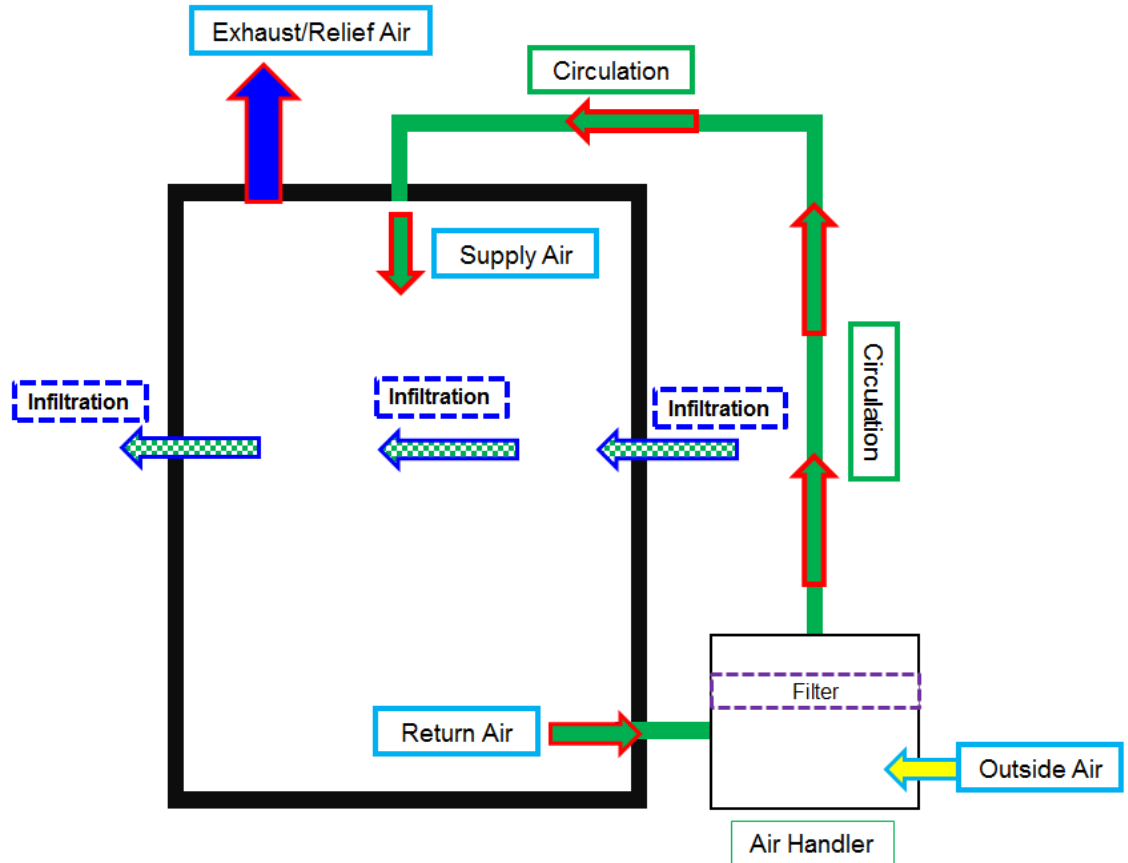 Exhaust/Relief Air
Circulation
Supply Air
Infiltration
Infiltration
Infiltration
Circulation
Filter
Return Air
Outside Air
Air Handler